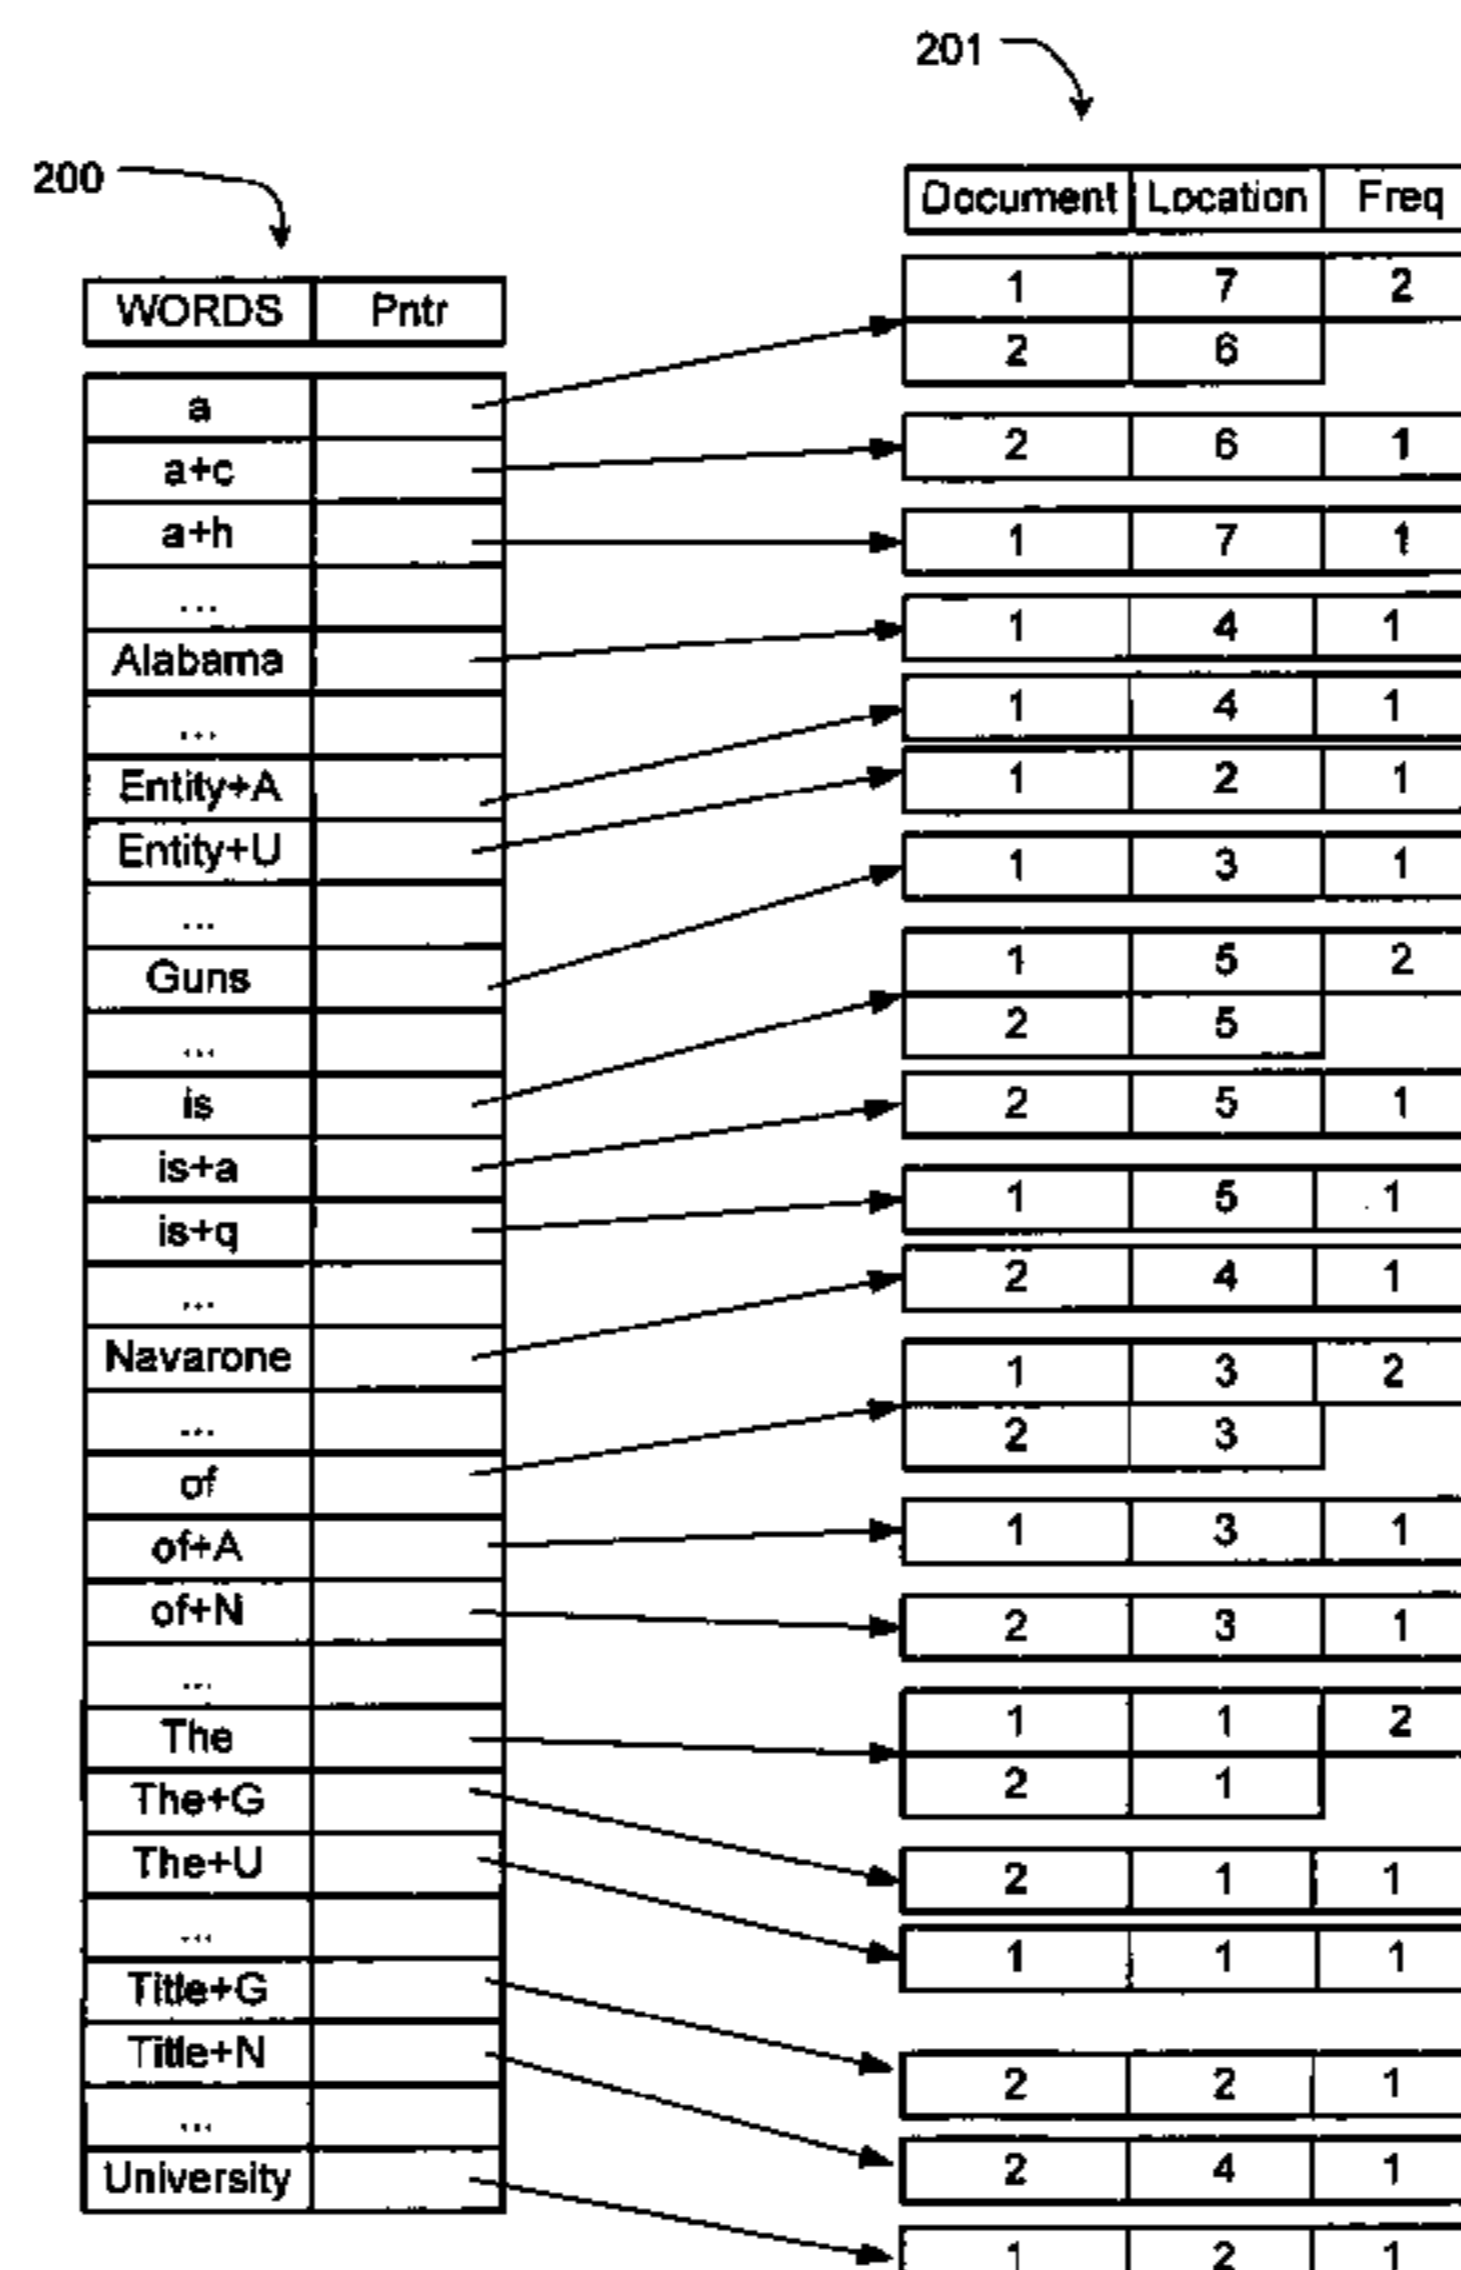 201
200
Document Location Freq
WORDS Pntr
1 7 2
2 6
a
2 6 1
a+c
1 7 1
a+h
...
1 4 1
Alabama
1 4 1
...
1 2 1
Entity+A
Entity+U
1 3 1
...
1 5 2
Guns
2 5
...
is
2 5 1
is+a
1 5 1
is+q
2 4 1
...
Navarone
1 3 2
...
2 3
of
1 3 1
of+A
of+N
2 3 1
...
1 1 2
The
2 1
The+G
The+U
2 1 1
...
1 1 1
Title+G
Title+N
2 2 1
...
2 4 1
University
1 2 1